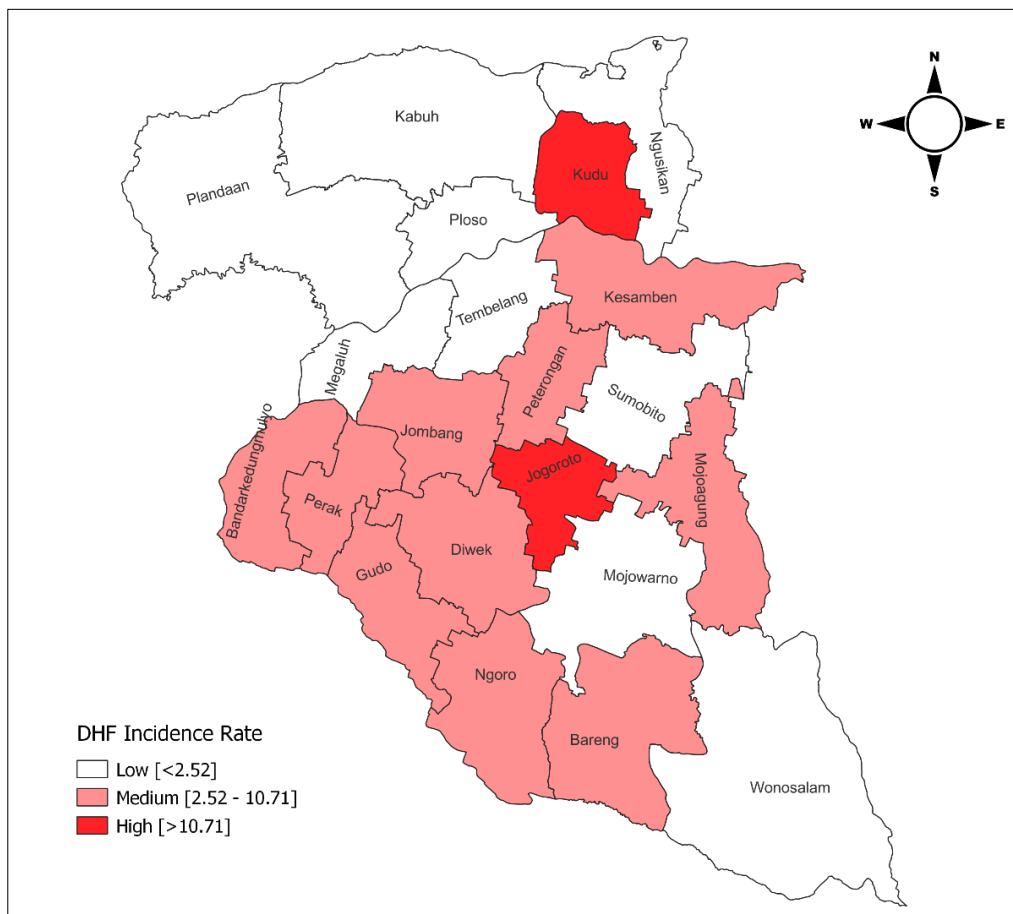 N
W
E
S
Kabuh
Kudu
Ngusikan
Plandaan
Ploso
Kesamben
Tembelang
Megaluh
Peterongan
Sumobito
Jombang
Bandarkedungmulyo
Jogoroto
Mojoagung
Perak
Diwek
Gudo
Mojowarno
Ngoro
Bareng
Wonosalam
DHF Incidence Rate
Low [<2.52]
Medium [2.52 - 10.71]
High [>10.71]